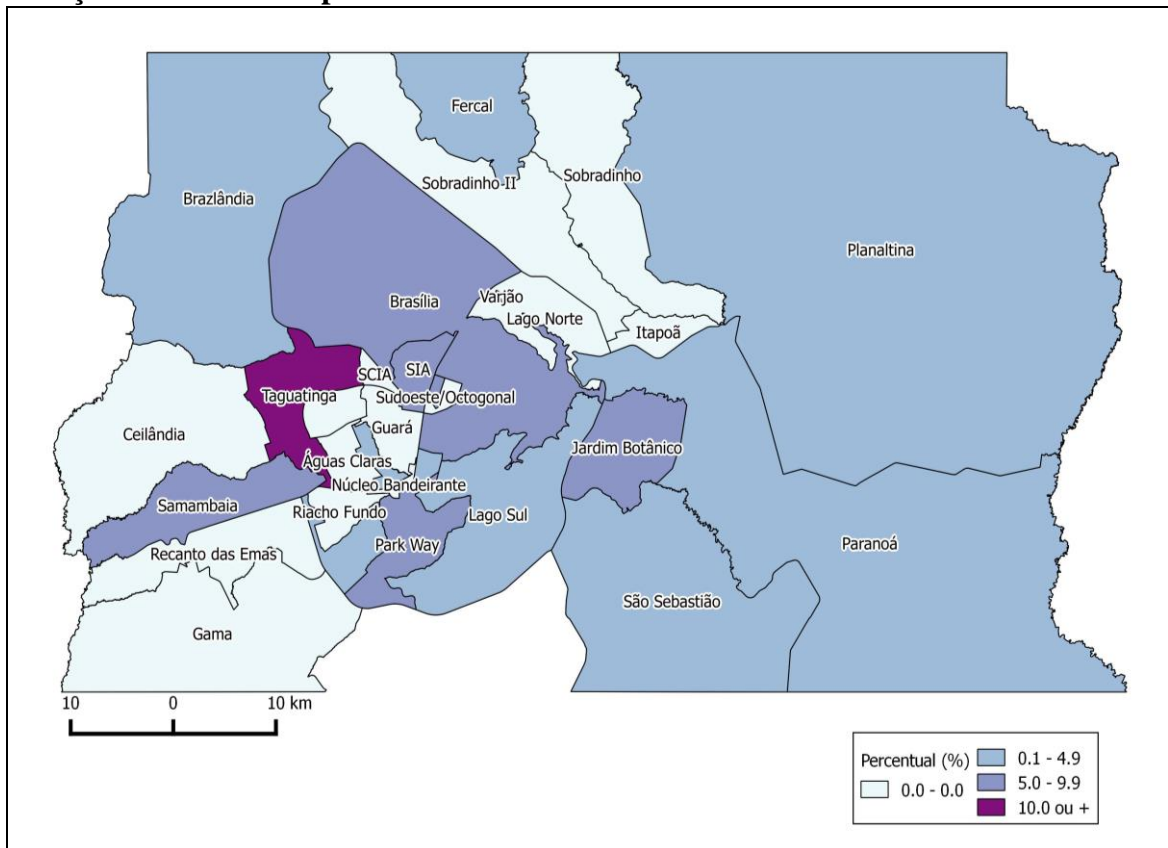 Fercal
Sobradinho II
Sobradinho
Brazlândia
Planaltina
Brasília
Varjão
Lago Norte
Itapoã
SCIA
SIA
Taguatinga
Sudoeste/Octogonal
Guará
Ceilândia
Jardim Botânico
Águas Claras
Núcleo Bandeirante
Samambaia
Riacho Fundo
Lago Sul
Park Way
Paranoá
Recanto das Emas
São Sebastião
Gama
10 0 10 km
Percentual (%)
0.0 - 0.0
0.1 - 4.9
5.0 - 9.9
10.0 ou +